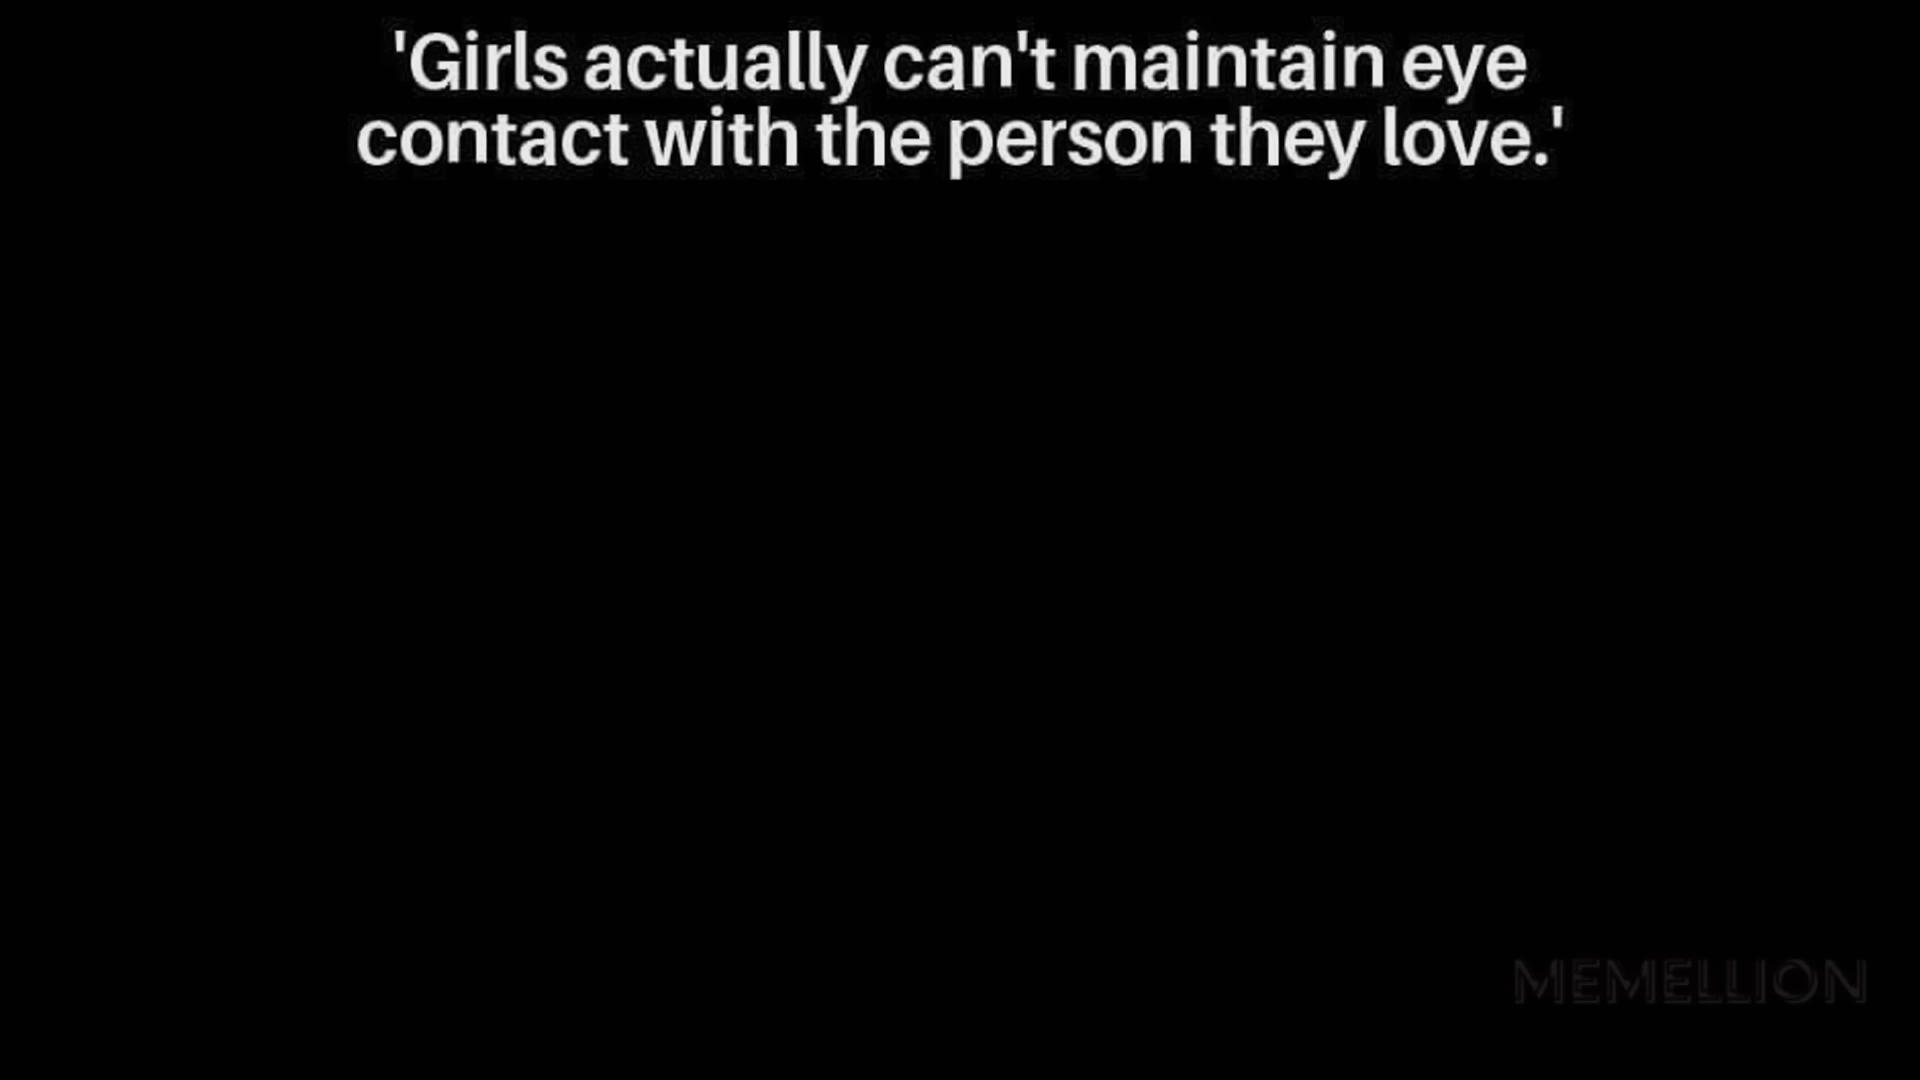 'Girls actually can't maintain eye
contact with the person they love.'
MEMELLION